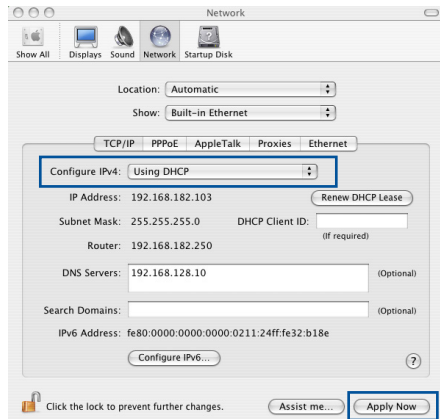 Network
Show All Displays Sound Network Startup Disk
Location: Automatic
Show: Built-in Ethernet
TCP/IP PPPoE AppleTalk Proxies Ethernet
Configure IPv4: Using DHCP
IP Address: 192.168.182.103 Renew DHCP Lease
Subnet Mask: 255.255.255.0 DHCP Client ID:
(If required)
Router: 192.168.182.250
DNS Servers: 192.168.128.10 (Optional)
Search Domains: (Optional)
IPv6 Address: fe80:0000:0000:0000:0211:24ff:fe32:b18e
Configure IPv6... ?
Click the lock to prevent further changes. Assist me... Apply Now